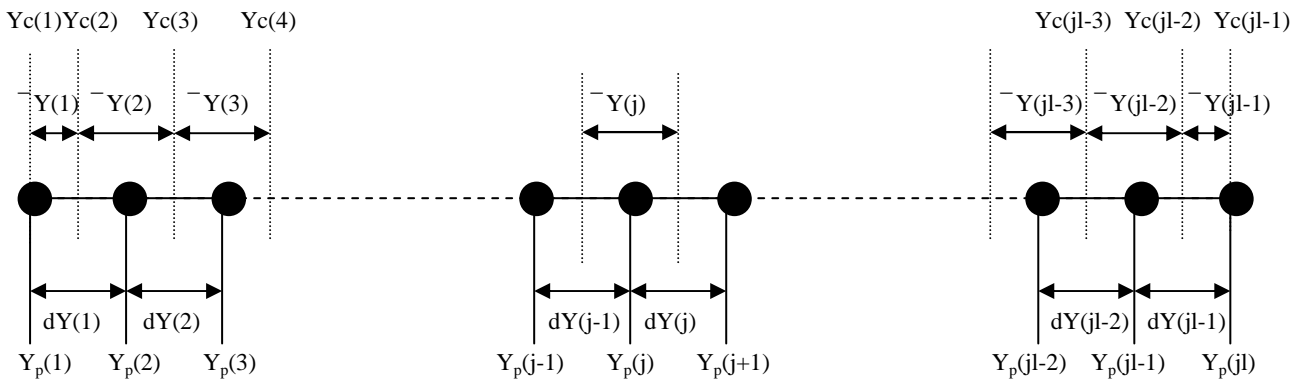 Yc(1)Yc(2) Yc(3) Yc(4) Yc(jl-3) Yc(jl-2) Yc(jl-1)
¯Y(1) ¯Y(2) ¯Y(3) ¯Y(j) ¯Y(jl-3) ¯Y(jl-2) ¯Y(jl-1)
dY(1) dY(2) dY(j-1) dY(j) dY(jl-2) dY(jl-1)
Yp(1) Yp(2) Yp(3) Yp(j-1) Yp(j) Yp(j+1) Yp(jl-2) Yp(jl-1) Yp(jl)